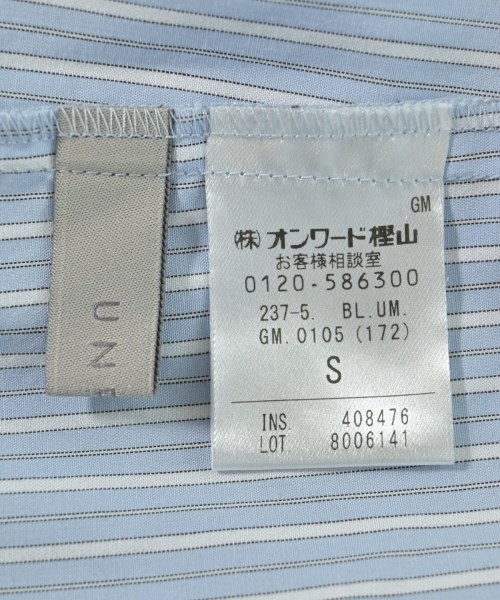 UNF
GM
㈱オンワード樫山
お客様相談室
0120-586300
237-5. BL.UM.
GM.0105 (172)
S
INS. 408476
LOT. 8006141